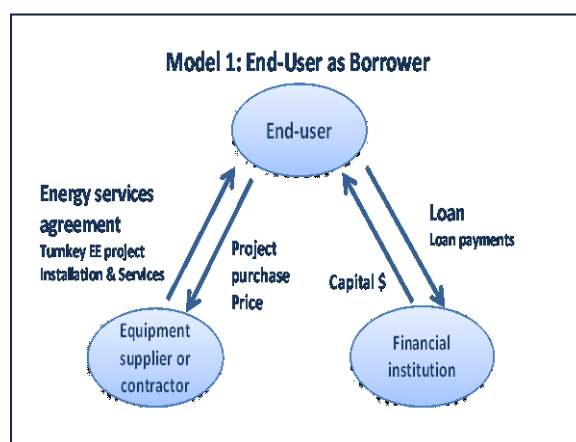 Model 1: End-User as Borrower
End-user
Energy services
agreement
Turnkey EE project
Installation & Services
Project
purchase
Price
Capital $
Loan
Loan payments
Equipment
supplier or
contractor
Financial
institution